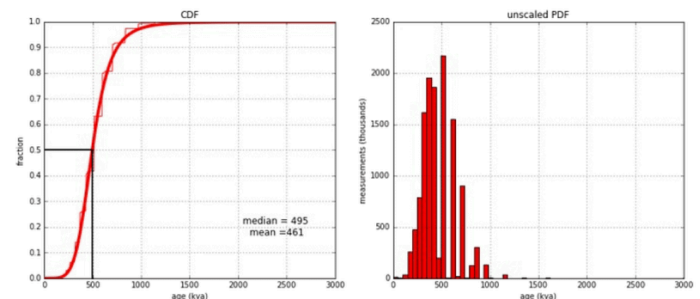 CDF
1.0
0.9
0.8
0.7
0.6
0.5
0.4
0.3
0.2
0.1
0.0
fraction
median = 495
mean =461
0 500 1000 1500 2000 2500 3000
age (kya)
unscaled PDF
2500
2000
1500
1000
500
0
measurements (thousands)
0 500 1000 1500 2000 2500 3000
age (kya)